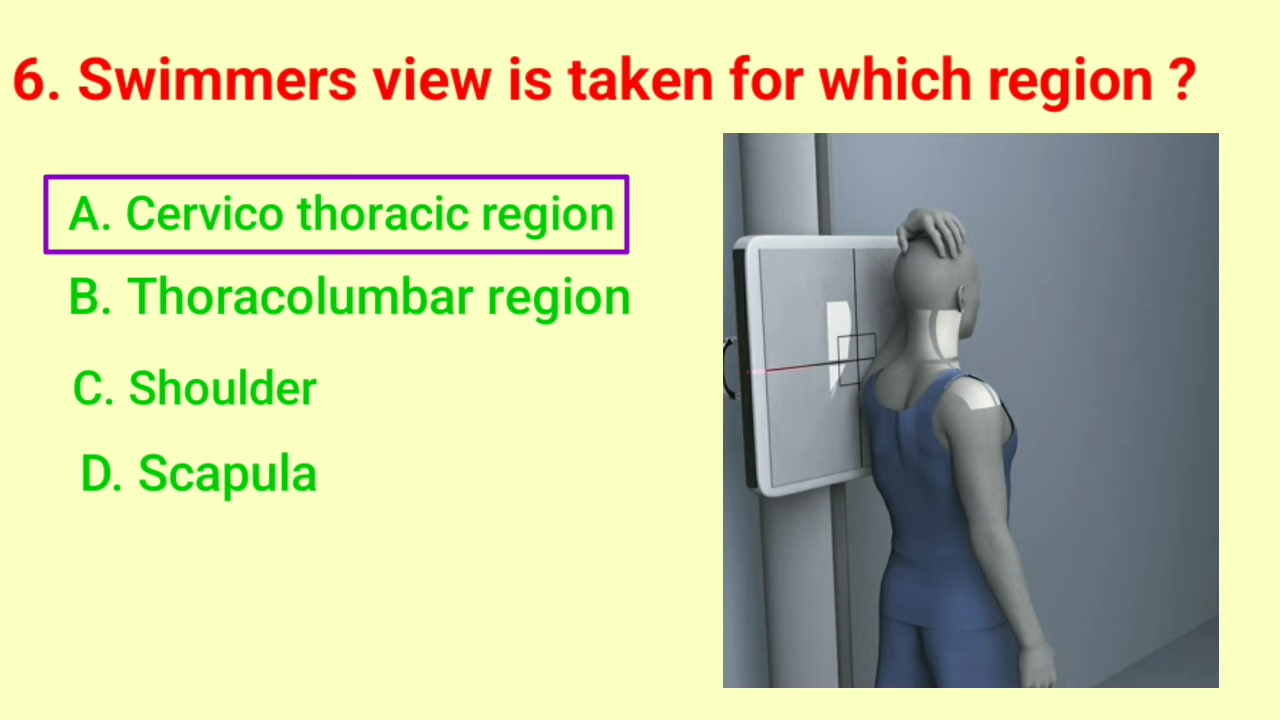 6. Swimmers view is taken for which region ?
A. Cervico thoracic region
B. Thoracolumbar region
C. Shoulder
D. Scapula